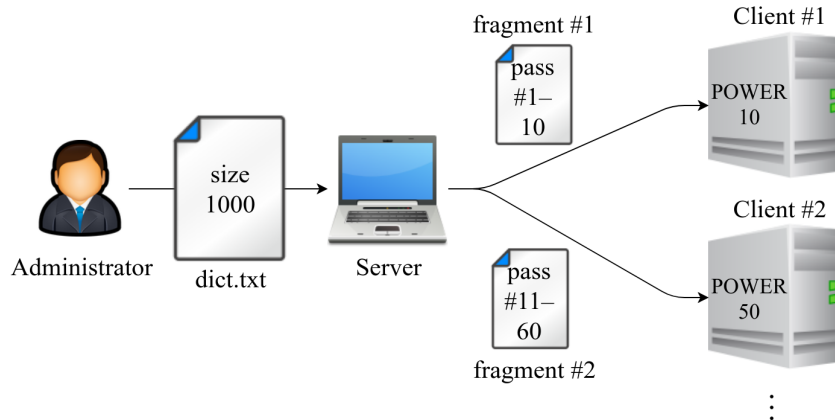 Administrator
size
1000
dict.txt
Server
fragment #1
pass
#1–
10
Client #1
POWER
10
pass
#11–
60
fragment #2
Client #2
POWER
50
⋮